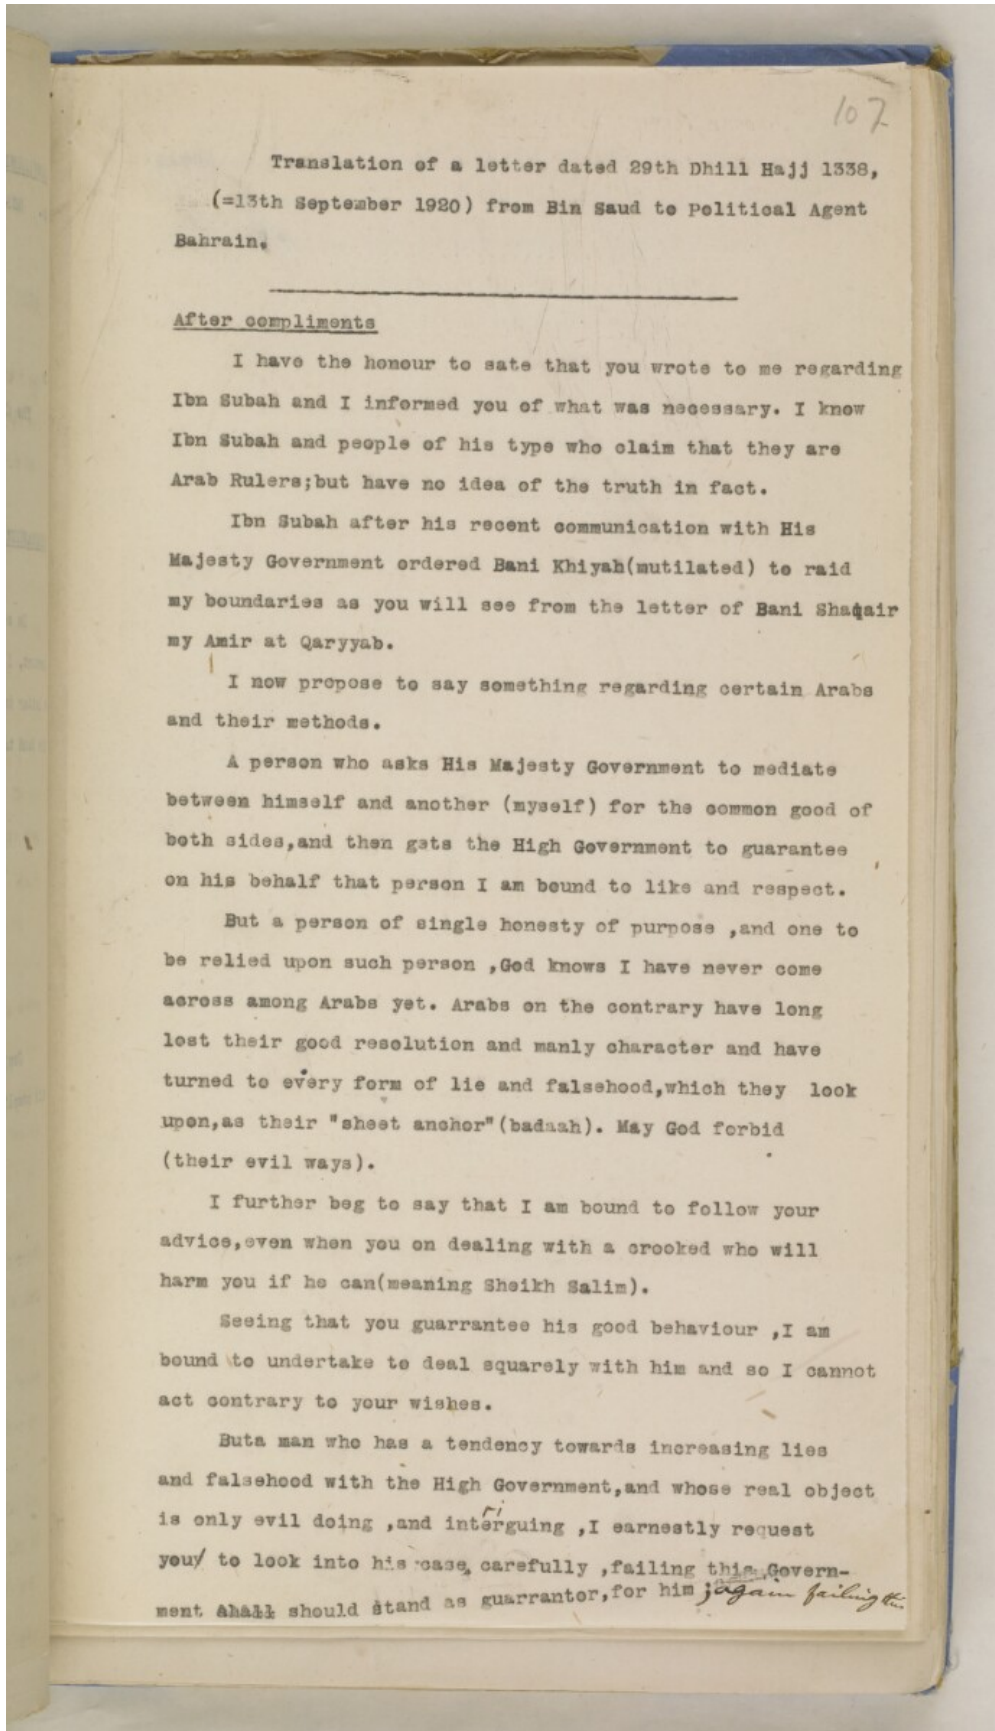 107
Translation of a letter dated 29th Dhill Hajj 1338,
(=13th September 1920) from Bin Saud to Political Agent
Bahrain.
After compliments
I have the honour to sate that you wrote to me regarding
Ibn Subah and I informed you of what was necessary. I know
Ibn Subah and people of his type who claim that they are
Arab Rulers;but have no idea of the truth in fact.
Ibn Subah after his recent communication with His
Majesty Government ordered Bani Khiyah(mutilated) to raid
my boundaries as you will see from the letter of Bani Shaqair
my Amir at Qaryyab.
I now propose to say something regarding certain Arabs
and their methods.
A person who asks His Majesty Government to mediate
between himself and another (myself) for the common good of
both sides,and then gets the High Government to guarantee
on his behalf that person I am bound to like and respect.
But a person of single honesty of purpose ,and one to
be relied upon such person ,God knows I have never come
across among Arabs yet. Arabs on the contrary have long
lost their good resolution and manly character and have
turned to every form of lie and falsehood,which they look
upon,as their "sheet anchor"(badaah). May God forbid
(their evil ways).
I further beg to say that I am bound to follow your
advice,even when you on dealing with a crooked who will
harm you if he can(meaning Sheikh Salim).
Seeing that you guarrantee his good behaviour ,I am
bound to undertake to deal squarely with him and so I cannot
act contrary to your wishes.
Buta man who has a tendency towards increasing lies
and falsehood with the High Government,and whose real object
is only evil doing ,and interguing ,I earnestly request
you to look into his case, carefully ,failing this Govern-
ment shall should stand as guarrantor,for him ; again failing this